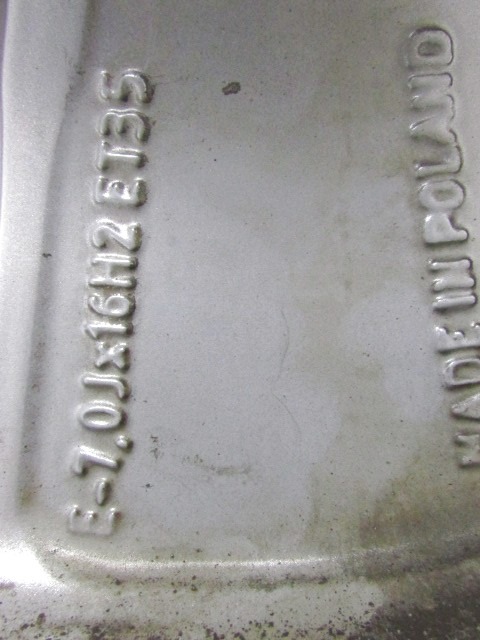 E-7,0Jx16H2 ET35
MADE IN POLAND